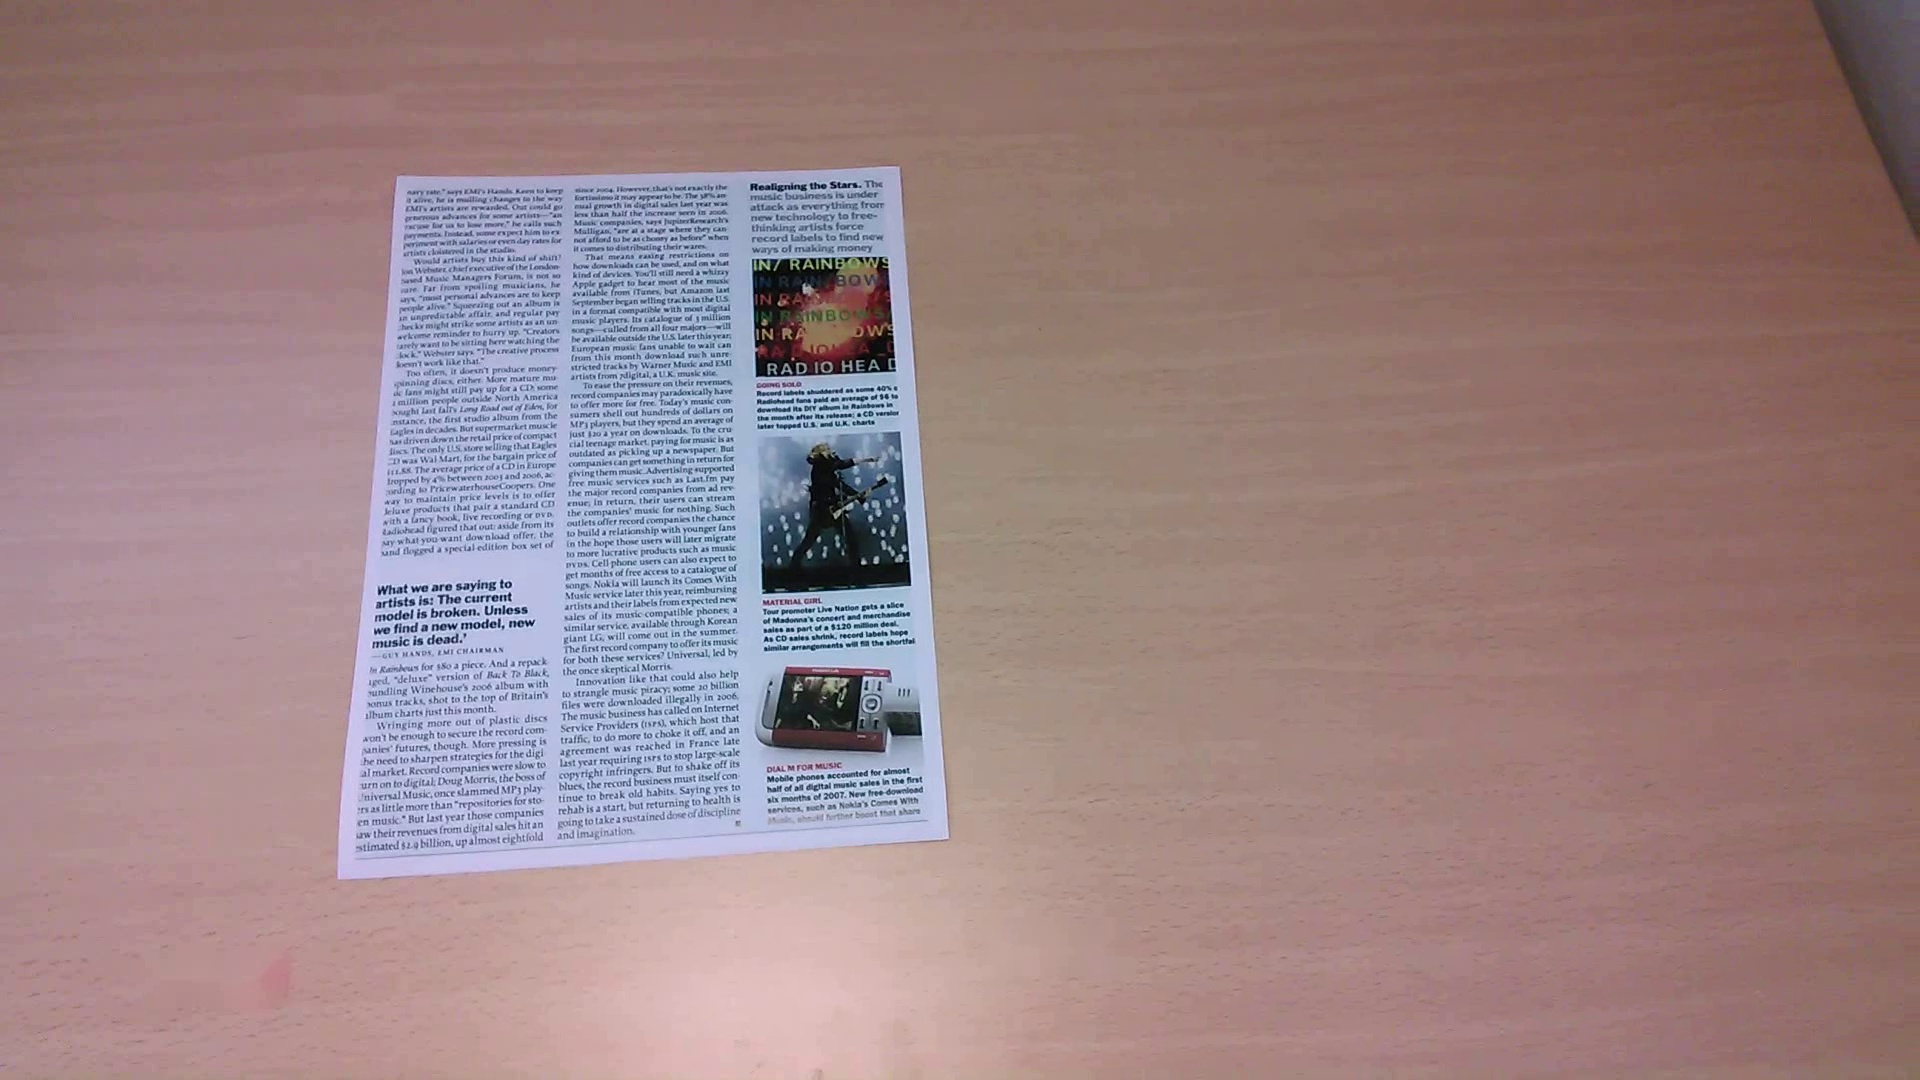 nary rate," says EMI's Hands. Keen to keep
it alive, he is mulling changes to the way
EMI's artists are rewarded. Out could go
generous advances for some artists—"an
excuse for us to lose more," he calls such
payments. Instead, some expect him to ex-
periment with salaries or even day rates for
artists cloistered in the studio.
Would artists buy this kind of shift?
Jon Webster, chief executive of the London-
based Music Managers Forum, is not so
sure. Far from spoiling musicians, he
says, "most personal advances are to keep
people alive." Squeezing out an album is
an unpredictable affair, and regular pay
checks might strike some artists as an un-
welcome reminder to hurry up. "Creators
rarely want to be sitting here watching the
clock," Webster says. "The creative process
doesn't work like that."
Too often, it doesn't produce money-
spinning discs, either. More mature mu-
sic fans might still pay up for a CD: some
million people outside North America
bought last fall's Long Road out of Eden, for
instance, the first studio album from the
Eagles in decades. But supermarket muscle
has driven down the retail price of compact
discs. The only U.S. store selling that Eagles
CD was Wal Mart, for the bargain price of
$11.88. The average price of a CD in Europe
dropped by 4% between 2003 and 2006, ac-
cording to PricewaterhouseCoopers. One
way to maintain price levels is to offer
deluxe products that pair a standard CD
with a fancy book, live recording or DVD.
Radiohead figured that out: aside from its
pay-what-you-want download offer, the
band flogged a special-edition box set of
What we are saying to
artists is: The current
model is broken. Unless
we find a new model, new
music is dead.'
—GUY HANDS, EMI CHAIRMAN
In Rainbows for $80 a piece. And a repack-
aged, "deluxe" version of Back To Black,
bundling Winehouse's 2006 album with
bonus tracks, shot to the top of Britain's
album charts just this month.
Wringing more out of plastic discs
won't be enough to secure the record com-
panies' futures, though. More pressing is
the need to sharpen strategies for the digi-
tal market. Record companies were slow to
turn on to digital; Doug Morris, the boss of
Universal Music, once slammed MP3 play-
ers as little more than "repositories for sto-
len music." But last year those companies
saw their revenues from digital sales hit an
estimated $2.9 billion, up almost eightfold
since 2004. However, that's not exactly the
fortissimo it may appear to be. The 38% an-
nual growth in digital sales last year was
less than half the increase seen in 2006.
Music companies, says JupiterResearch's
Mulligan, "are at a stage where they can-
not afford to be as choosy as before" when
it comes to distributing their wares.
That means easing restrictions on
how downloads can be used, and on what
kind of devices. You'll still need a whizzy
Apple gadget to hear most of the music
available from iTunes, but Amazon last
September began selling tracks in the U.S.
in a format compatible with most digital
music players. Its catalogue of 3 million
songs—culled from all four majors—will
be available outside the U.S. later this year;
European music fans unable to wait can
from this month download such unre-
stricted tracks by Warner Music and EMI
artists from 7digital, a U.K. music site.
To ease the pressure on their revenues,
record companies may paradoxically have
to offer more for free. Today's music con-
sumers shell out hundreds of dollars on
MP3 players, but they spend an average of
just $20 a year on downloads. To the cru-
cial teenage market, paying for music is as
outdated as picking up a newspaper. But
companies can get something in return for
giving them music. Advertising-supported
free music services such as Last.fm pay
the major record companies from ad rev-
enue; in return, their users can stream
the companies' music for nothing. Such
outlets offer record companies the chance
to build a relationship with younger fans
in the hope those users will later migrate
to more lucrative products such as music
DVDs. Cell phone users can also expect to
get months of free access to a catalogue of
songs. Nokia will launch its Comes With
Music service later this year, reimbursing
artists and their labels from expected new
sales of its music-compatible phones; a
similar service, available through Korean
giant LG, will come out in the summer.
The first record company to offer its music
for both these services? Universal, led by
the once skeptical Morris.
Innovation like that could also help
to strangle music piracy; some 20 billion
files were downloaded illegally in 2006.
The music business has called on Internet
Service Providers (ISPs), which host that
traffic, to do more to choke it off, and an
agreement was reached in France late
last year requiring ISPs to stop large-scale
copyright infringers. But to shake off its
blues, the record business must itself con-
tinue to break old habits. Saying yes to
rehab is a start, but returning to health is
going to take a sustained dose of discipline
and imagination.
Realigning the Stars. The
music business is under
attack as everything from
new technology to free-
thinking artists force
record labels to find new
ways of making money
IN/ RAINBOWS
IN RAINBOW
IN RAINBOWS
IN RAINBOWS/
IN RAINBOWS
RADIOHEA_D
RAD IO HEA D
GOING SOLO
Record labels shuddered as some 40% o
Radiohead fans paid an average of $6 to
download its DIY album In Rainbows in
the month after its release; a CD version
later topped U.S. and U.K. charts
MATERIAL GIRL
Tour promoter Live Nation gets a slice
of Madonna's concert and merchandise
sales as part of a $120 million deal.
As CD sales shrink, record labels hope
similar arrangements will fill the shortfall
NOKIA
DIAL M FOR MUSIC
Mobile phones accounted for almost
half of all digital music sales in the first
six months of 2007. New free-download
services, such as Nokia's Comes With
Music, should further boost that share